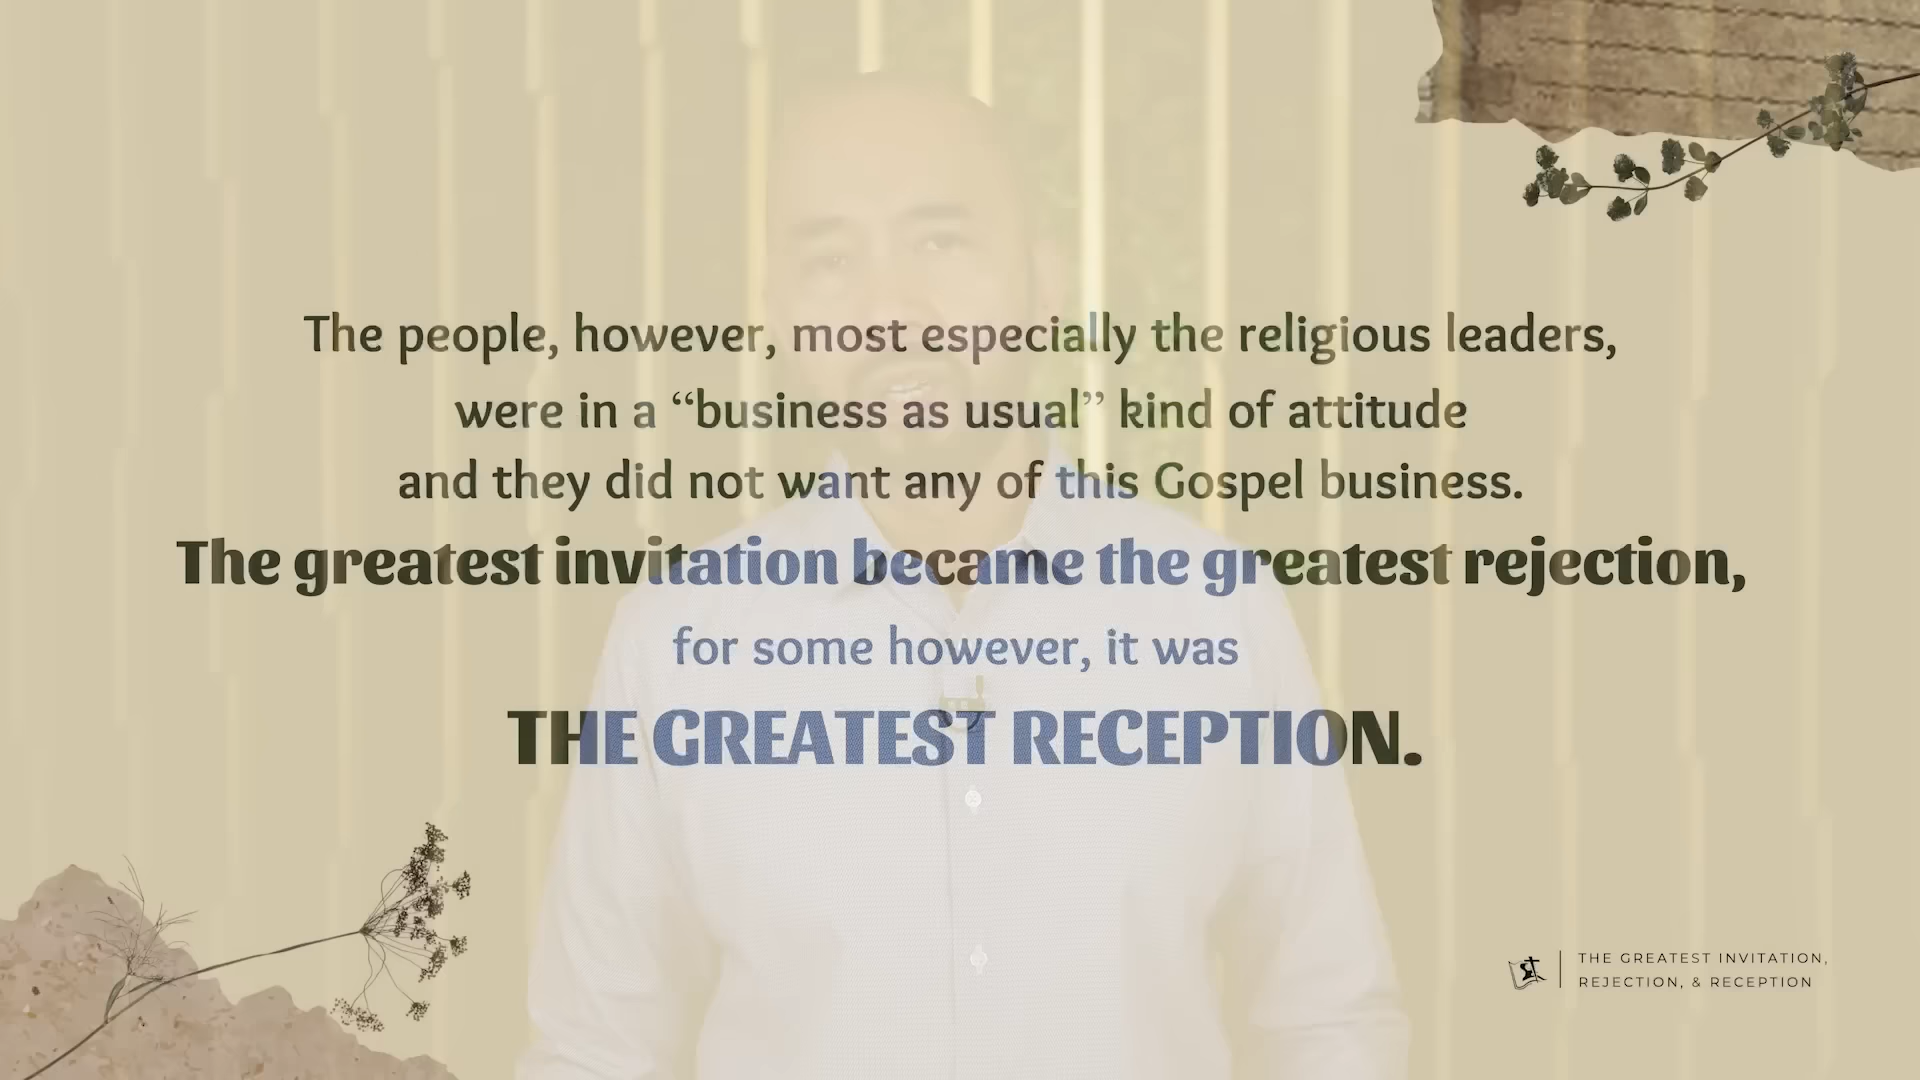 The people, however, most especially the religious leaders,
were in a “business as usual” kind of attitude
and they did not want any of this Gospel business.
The greatest invitation became the greatest rejection,
for some however, it was
THE GREATEST RECEPTION.
THE GREATEST INVITATION,
REJECTION, & RECEPTION